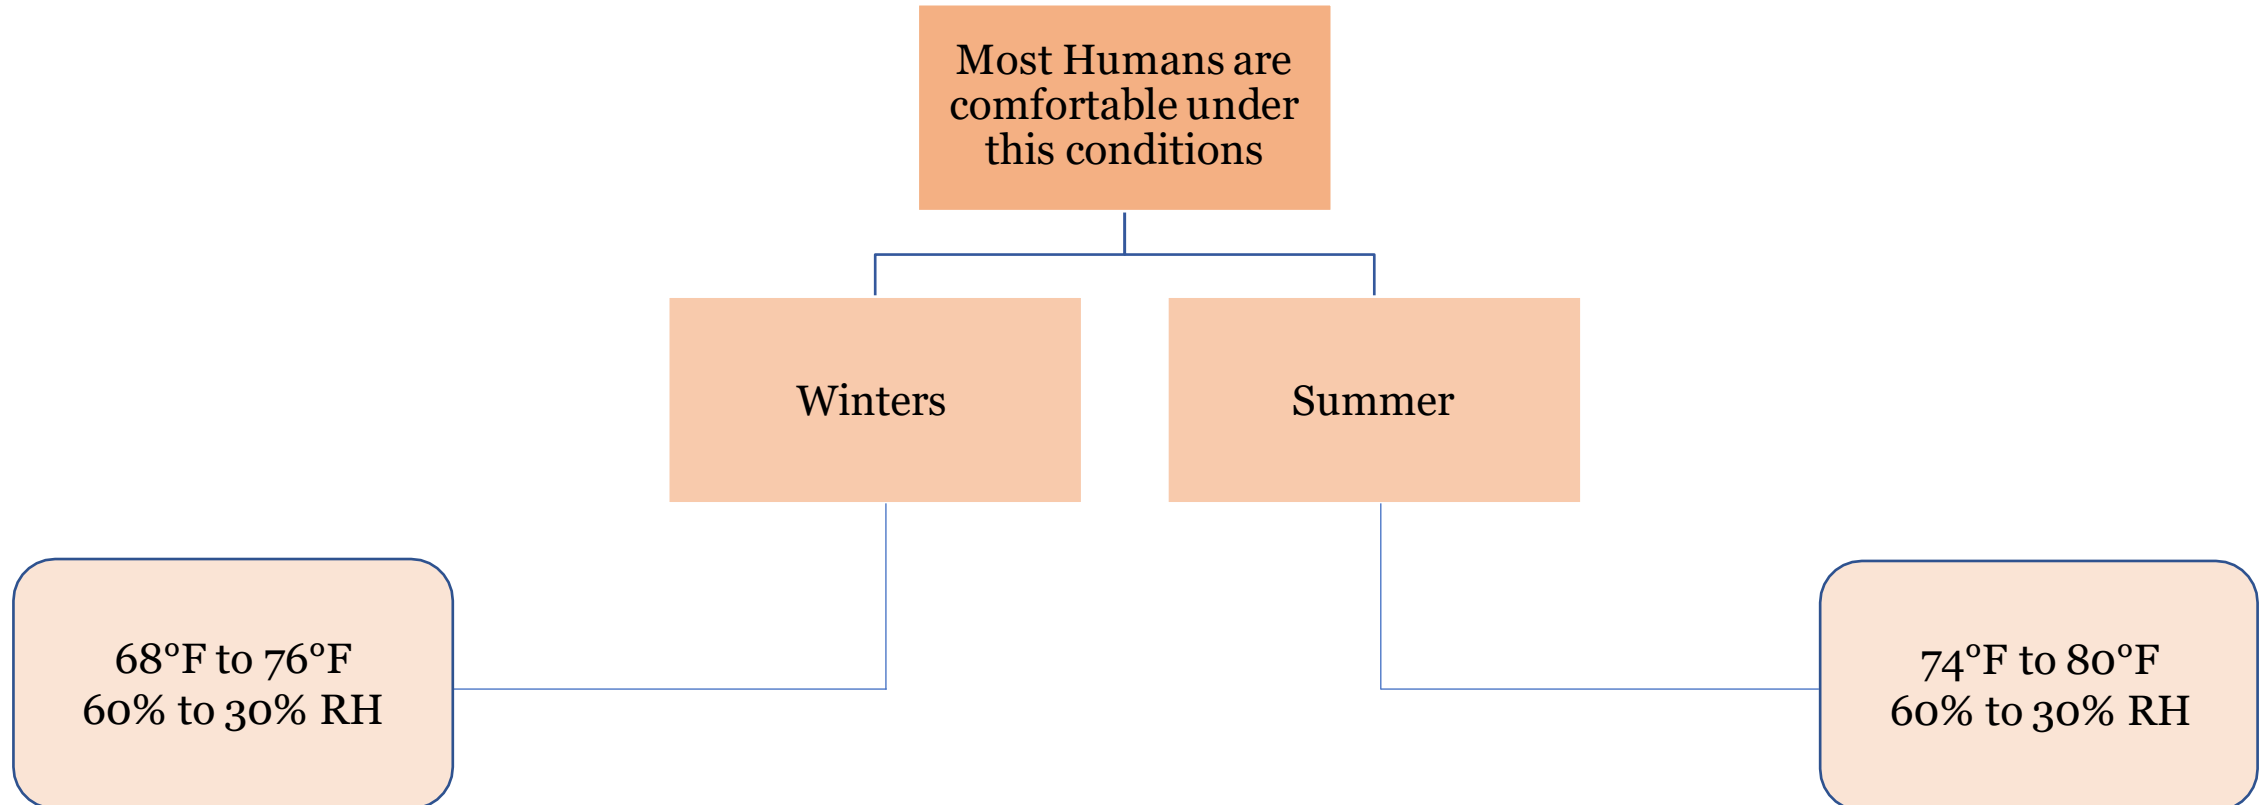 Most Humans are
comfortable under
this conditions
Winters
Summer
68°F to 76°F
60% to 30% RH
74°F to 80°F
60% to 30% RH